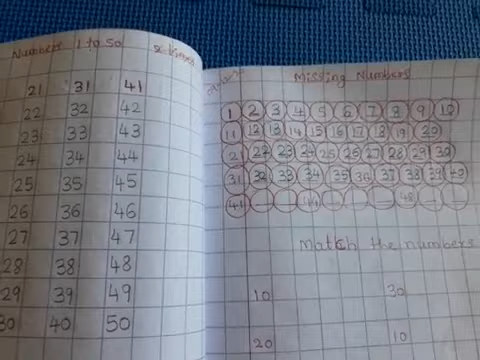 Numbers 1 to 50
21 31 41
22 32 42
23 33 43
24 34 44
25 35 45
26 36 46
27 37 47
28 38 48
29 39 49
30 40 50
Missing Numbers
1 2 3 4 5 6 7 8 9 10
11 12 13 14 15 16 17 18 19 20
21 22 23 24 25 26 27 28 29 30
31 32 33 34 35 36 37 38 39 40
41 _ _ 44 _ _ _ 48 _ _
Match the numbers
10 30
20 10